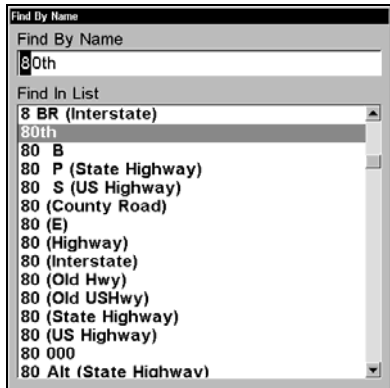 Find By Name
Find By Name
80th
Find In List
8 BR (Interstate)
80th
80 B
80 P (State Highway)
80 S (US Highway)
80 (County Road)
80 (E)
80 (Highway)
80 (Interstate)
80 (Old Hwy)
80 (Old USHwy)
80 (State Highway)
80 (US Highway)
80 000
80 Alt (State Highway)